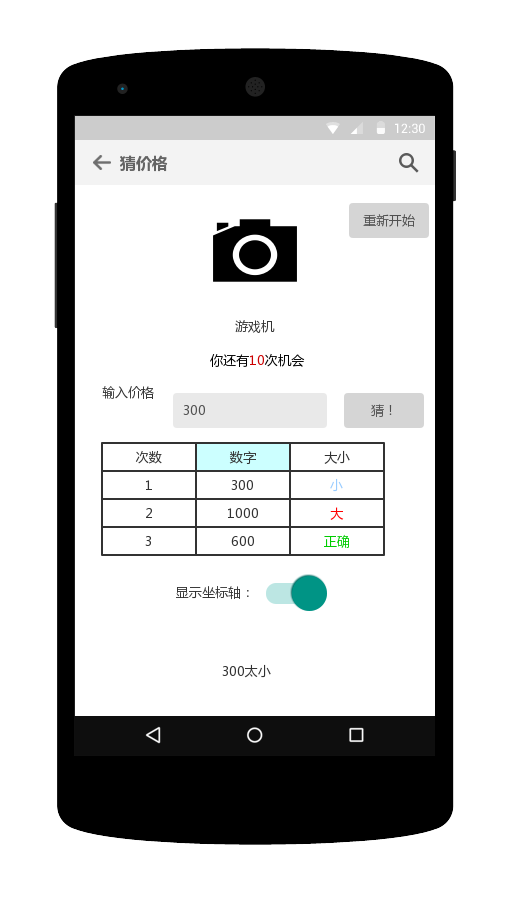 12:30
猜价格
重新开始
游戏机
你还有10次机会
输入价格
300
猜！
次数 数字 大小
1 300 小
2 1000 大
3 600 正确
显示坐标轴：
300太小